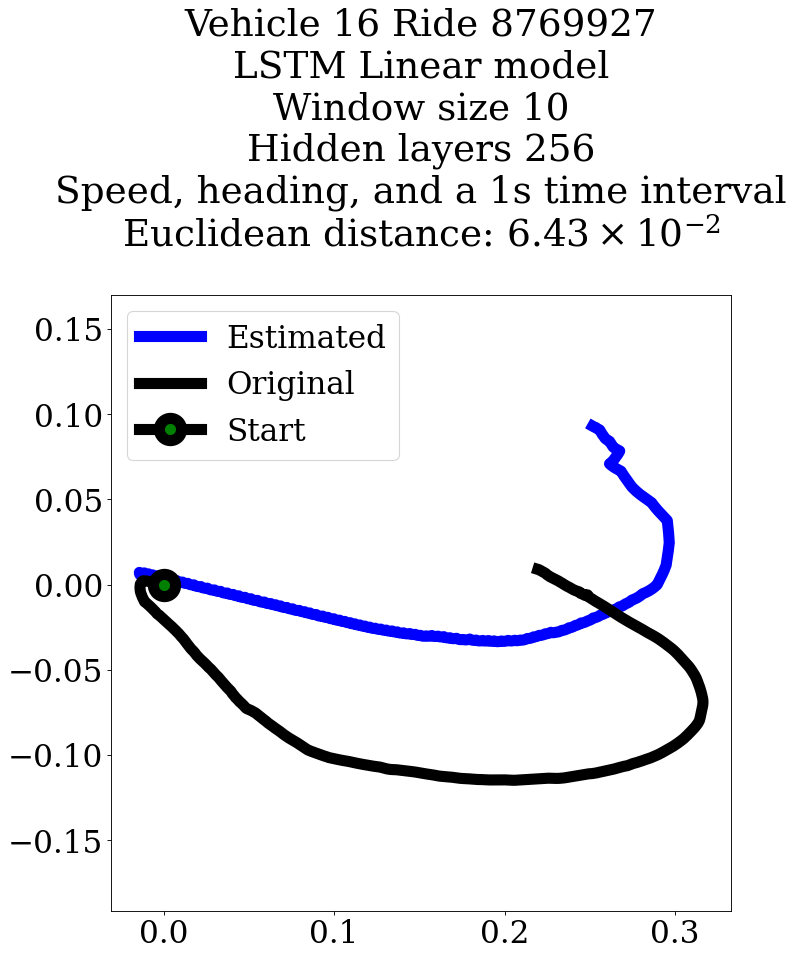 Vehicle 16 Ride 8769927
LSTM Linear model
Window size 10
Hidden layers 256
Speed, heading, and a 1s time interval
Euclidean distance: 6.43 × 10⁻²
Estimated
Original
Start
0.15
0.10
0.05
0.00
−0.05
−0.10
−0.15
0.0 0.1 0.2 0.3